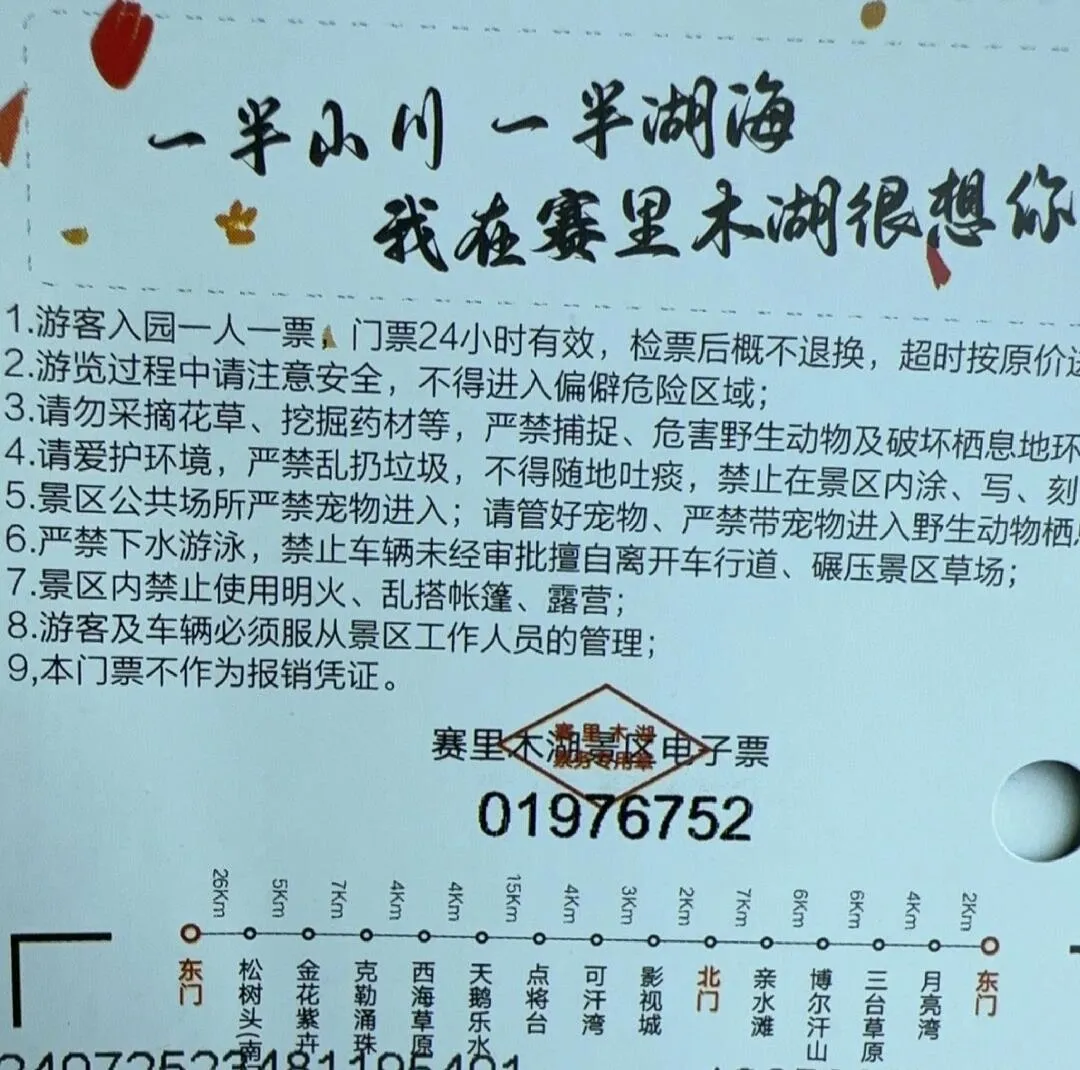 一半山川 一半湖海
我在赛里木湖很想你
1.游客入园一人一票，门票24小时有效，检票后概不退换，超时按原价
2.游览过程中请注意安全，不得进入偏僻危险区域；
3.请勿采摘花草、挖掘药材等，严禁捕捉、危害野生动物及破坏栖息地环
4.请爱护环境，严禁乱扔垃圾，不得随地吐痰，禁止在景区内涂、写、刻
5.景区公共场所严禁宠物进入；请管好宠物、严禁带宠物进入野生动物栖
6.严禁下水游泳，禁止车辆未经审批擅自离开车行道、碾压景区草场；
7.景区内禁止使用明火、乱搭帐篷、露营；
8.游客及车辆必须服从景区工作人员的管理；
9,本门票不作为报销凭证。
赛里木湖景区电子票
赛里木湖
票务专用章
01976752
26Km 5Km 7Km 4Km 4Km 15Km 4Km 3Km 2Km 7Km 6Km 6Km 4Km 2Km
东门 松树头(南 金花紫卉 克勒涌珠 西海草原 天鹅乐水 点将台 可汗湾 影视城 北门 亲水滩 博尔汗山 三台草原 月亮湾 东门